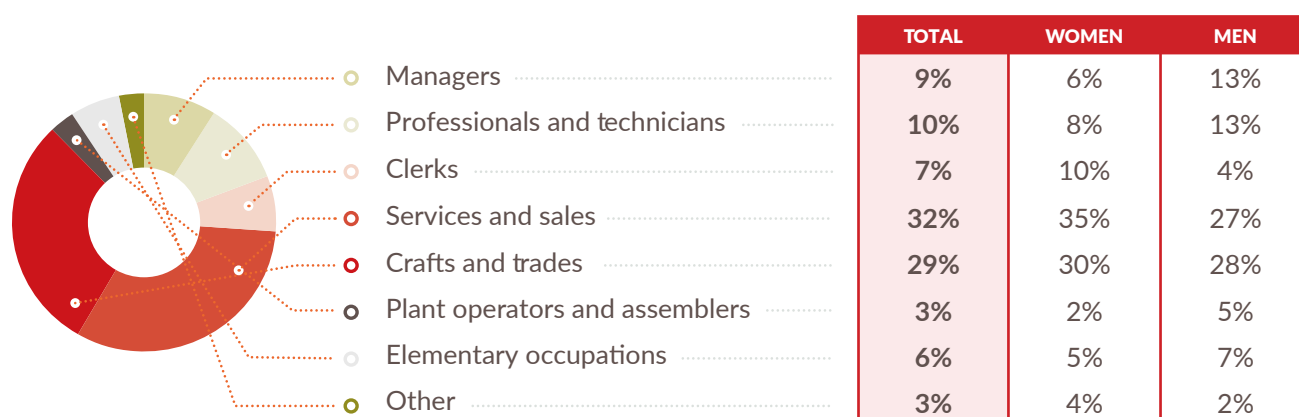 TOTAL WOMEN MEN
Managers 9% 6% 13%
Professionals and technicians 10% 8% 13%
Clerks 7% 10% 4%
Services and sales 32% 35% 27%
Crafts and trades 29% 30% 28%
Plant operators and assemblers 3% 2% 5%
Elementary occupations 6% 5% 7%
Other 3% 4% 2%